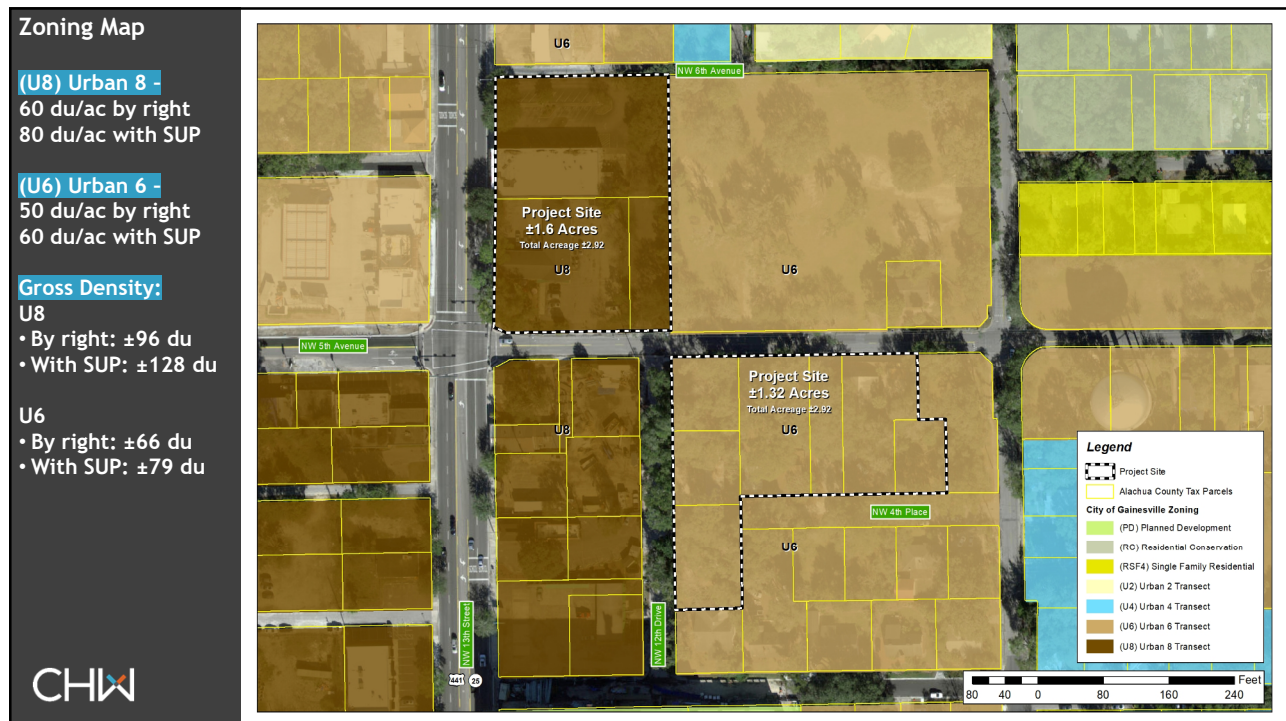 Zoning Map
(U8) Urban 8 -
60 du/ac by right
80 du/ac with SUP
(U6) Urban 6 -
50 du/ac by right
60 du/ac with SUP
Gross Density:
U8
• By right: ±96 du
• With SUP: ±128 du
U6
• By right: ±66 du
• With SUP: ±79 du
CHW
U6
NW 6th Avenue
Project Site
±1.6 Acres
Total Acreage ±2.92
U8
U6
NW 5th Avenue
Project Site
±1.32 Acres
Total Acreage ±2.92
U8
U6
NW 4th Place
U6
NW 13th Street
NW 12th Drive
441
25
Legend
Project Site
Alachua County Tax Parcels
City of Gainesville Zoning
(PD) Planned Development
(RC) Residential Conservation
(RSF4) Single Family Residential
(U2) Urban 2 Transect
(U4) Urban 4 Transect
(U6) Urban 6 Transect
(U8) Urban 8 Transect
Feet
80 40 0 80 160 240